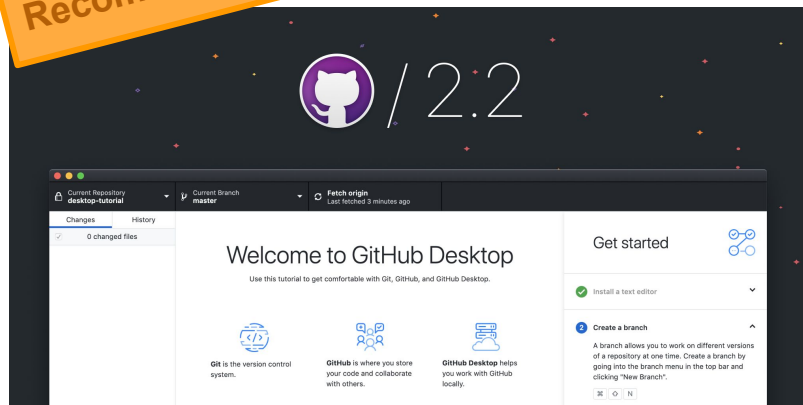 / 2.2
Current Repository
desktop-tutorial
Current Branch
master
Fetch origin
Last fetched 3 minutes ago
Changes
History
0 changed files
Welcome to GitHub Desktop
Use this tutorial to get comfortable with Git, GitHub, and GitHub Desktop.
Git is the version control
system.
GitHub is where you store
your code and collaborate
with others.
GitHub Desktop helps
you work with GitHub
locally.
Get started
Install a text editor
2 Create a branch
A branch allows you to work on different versions
of a repository at one time. Create a branch by
going into the branch menu in the top bar and
clicking "New Branch".
⌘ ⇧ N